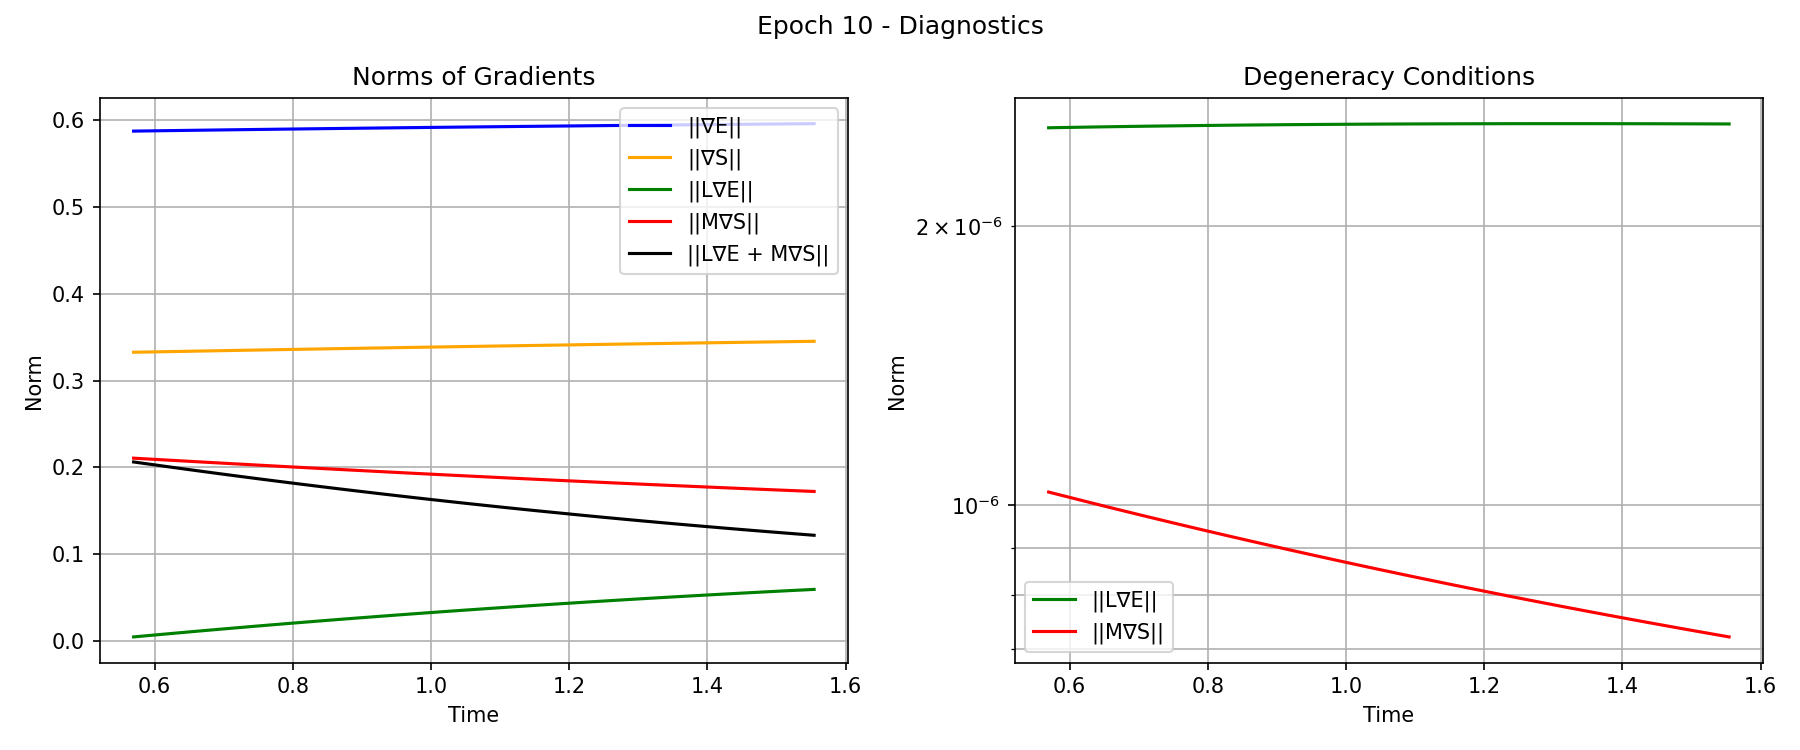 Epoch 10 - Diagnostics
Norms of Gradients
Norm
0.6
0.5
0.4
0.3
0.2
0.1
0.0
||∇E||
||∇S||
||L∇E||
||M∇S||
||L∇E + M∇S||
0.6 0.8 1.0 1.2 1.4 1.6
Time
Degeneracy Conditions
Norm
2 × 10⁻⁶
10⁻⁶
||L∇E||
||M∇S||
0.6 0.8 1.0 1.2 1.4 1.6
Time